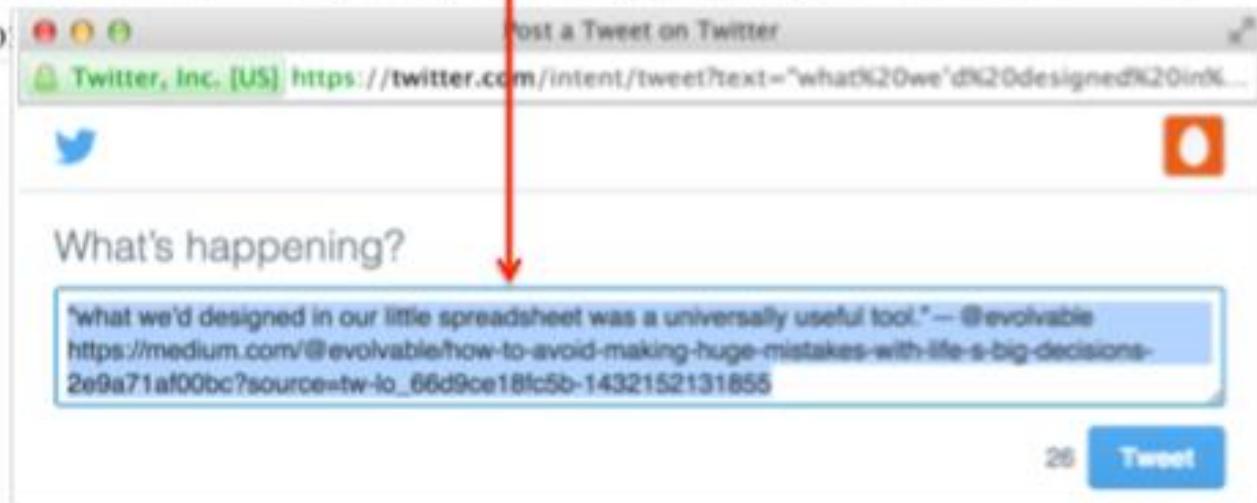 Post a Tweet on Twitter
Twitter, Inc. [US] https://twitter.com/intent/tweet?text="what%20we'd%20designed%20in%...
What's happening?
"what we'd designed in our little spreadsheet was a universally useful tool." — @evolvable
https://medium.com/@evolvable/how-to-avoid-making-huge-mistakes-with-life-s-big-decisions-
2e9a71af00bc?source=tw-lo_66d9ce18fc5b-1432152131855
26 Tweet